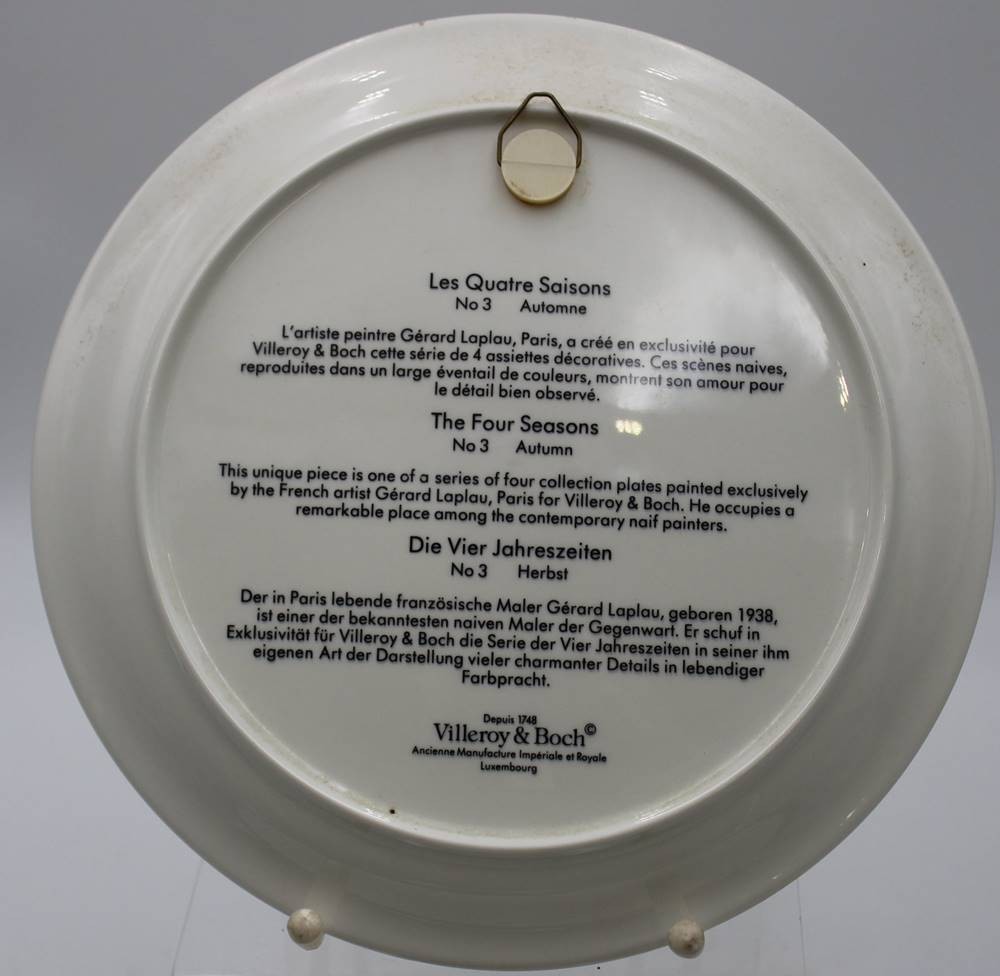 Les Quatre Saisons
No 3 Automne
L'artiste peintre Gérard Laplau, Paris, a créé en exclusivité pour
Villeroy & Boch cette série de 4 assiettes décoratives. Ces scènes naives,
reproduites dans un large éventail de couleurs, montrent son amour pour
le détail bien observé.
The Four Seasons
No 3 Autumn
This unique piece is one of a series of four collection plates painted exclusively
by the French artist Gérard Laplau, Paris for Villeroy & Boch. He occupies a
remarkable place among the contemporary naif painters.
Die Vier Jahreszeiten
No 3 Herbst
Der in Paris lebende französische Maler Gérard Laplau, geboren 1938,
ist einer der bekanntesten naiven Maler der Gegenwart. Er schuf in
Exklusivität für Villeroy & Boch die Serie der Vier Jahreszeiten in seiner ihm
eigenen Art der Darstellung vieler charmanter Details in lebendiger
Farbpracht.
Depuis 1748
Villeroy & Boch©
Ancienne Manufacture Impériale et Royale
Luxembourg